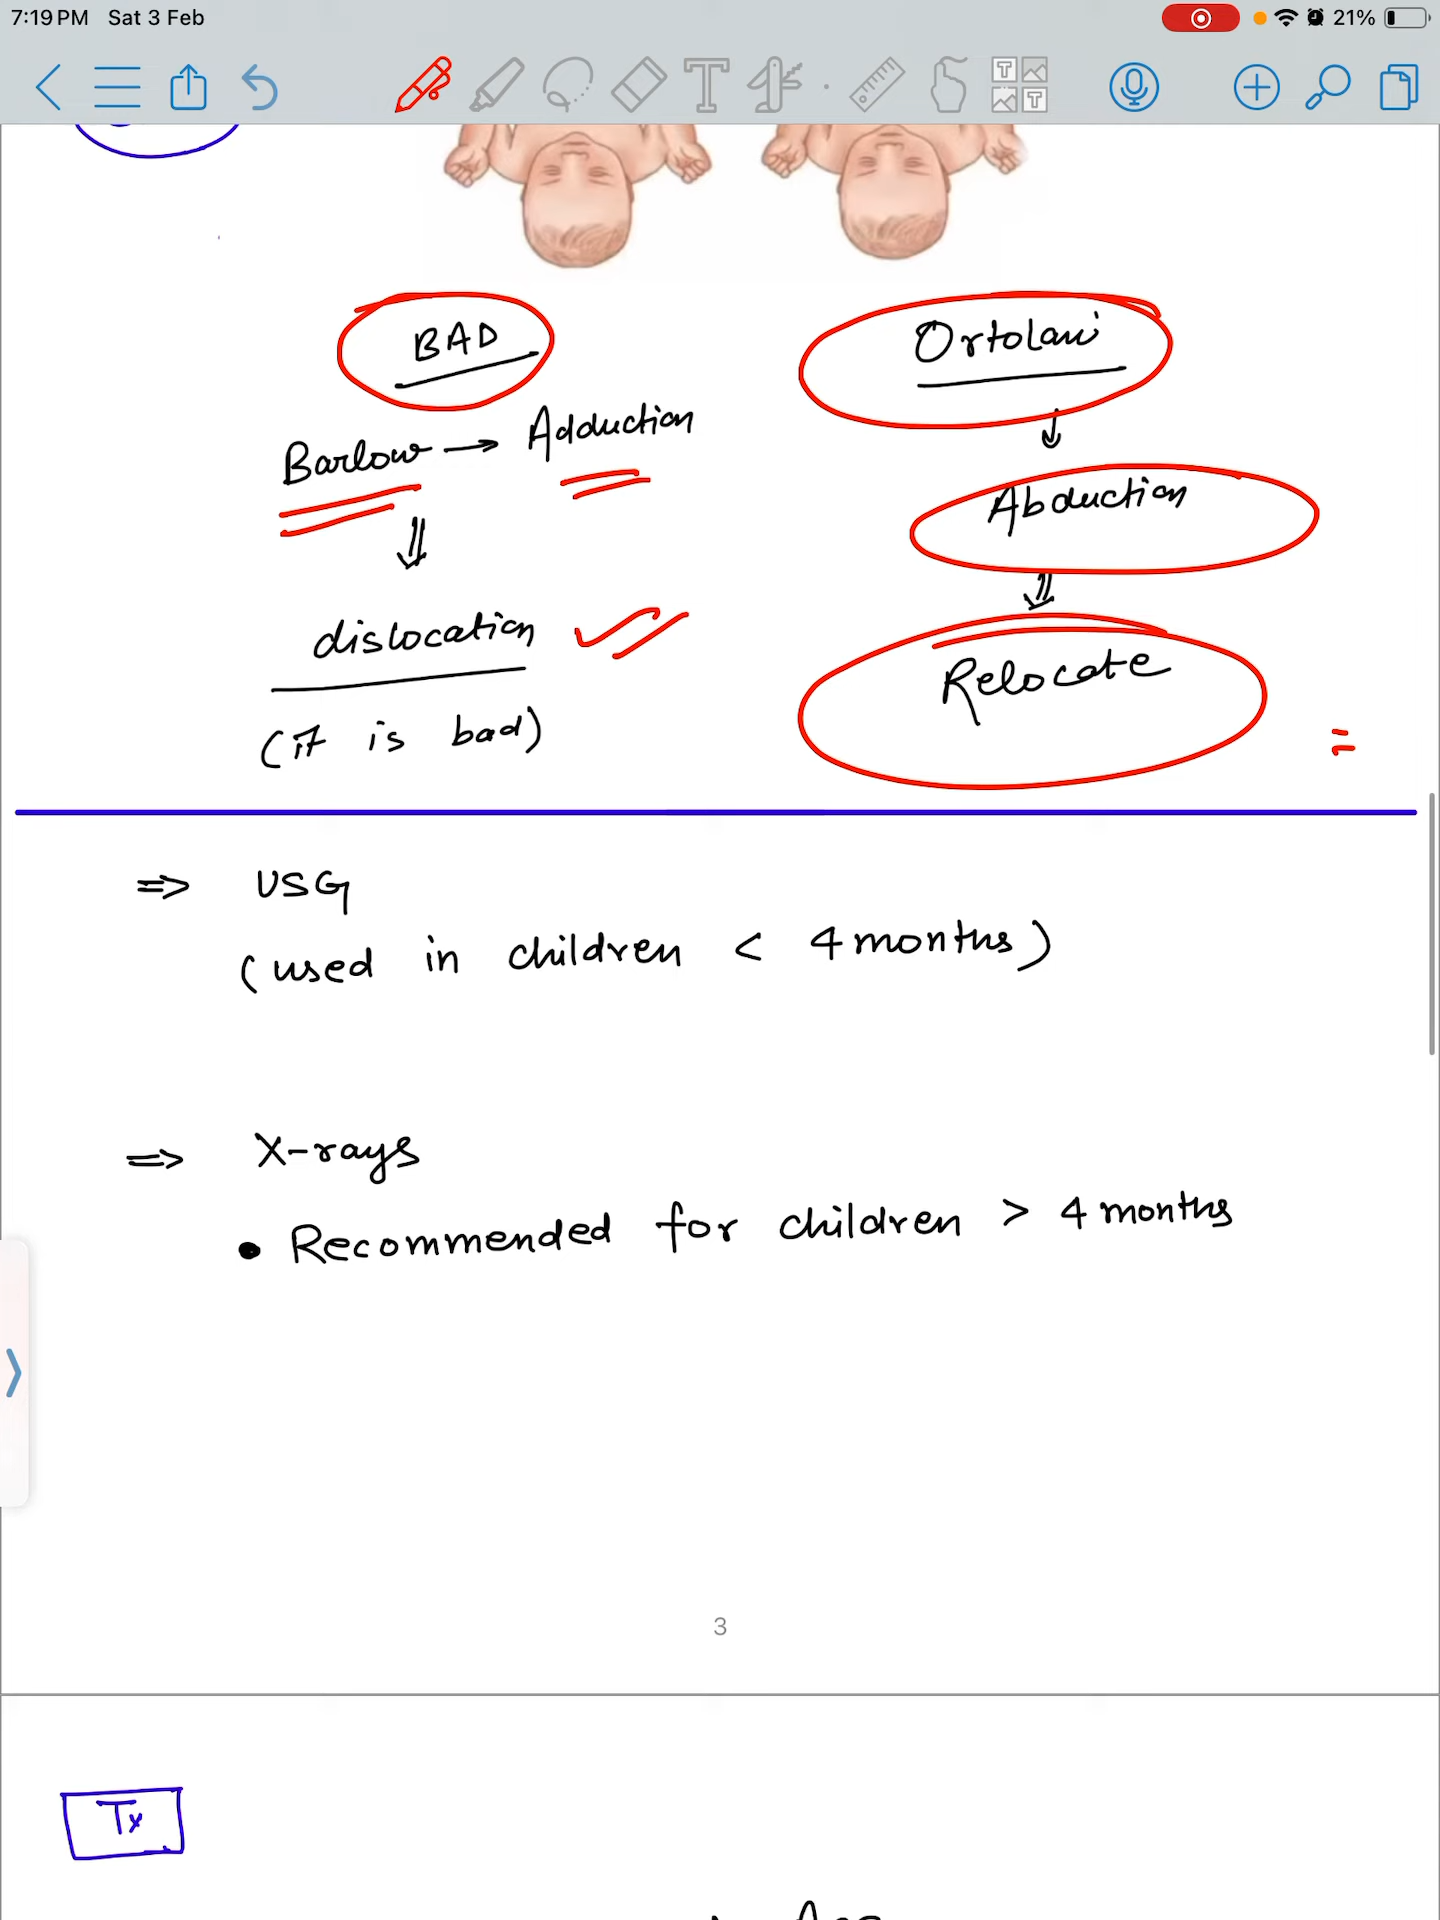 7:19 PM Sat 3 Feb
21%
BAD
Barlow → Adduction
⇓
dislocation
(it is bad)
Ortolani
↓
Abduction
⇓
Relocate
=
⇒ USG
(used in children < 4 months)
⇒ X-rays
• Recommended for children > 4 months
3
Tx